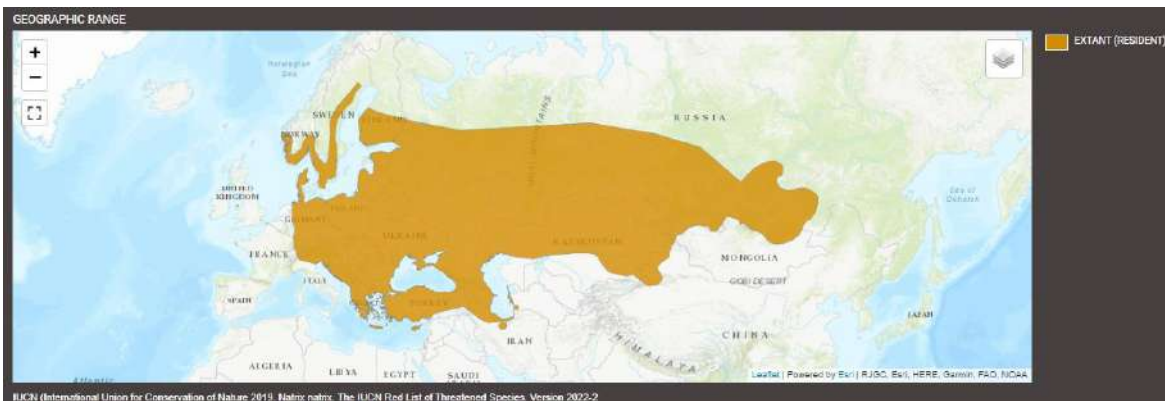 GEOGRAPHIC RANGE
EXTANT (RESIDENT)
+
−
Norwegian
Sea
SWEDEN
NORWAY
RUSSIA
UNITED
KINGDOM
Sea of
Okhotsk
GERMANY
UKRAINE
KAZAKHSTAN
FRANCE
MONGOLIA
ITALY
GOBI DESERT
SPAIN
TURKEY
JAPAN
IRAN
CHINA
HIMALAYA
ALGERIA
LIBYA
EGYPT
SAUDI
Atlantic
Leaflet | Powered by Esri | RJGC, Esri, HERE, Garmin, FAO, NOAA
IUCN (International Union for Conservation of Nature 2019. Natrix natrix. The IUCN Red List of Threatened Species. Version 2022-2